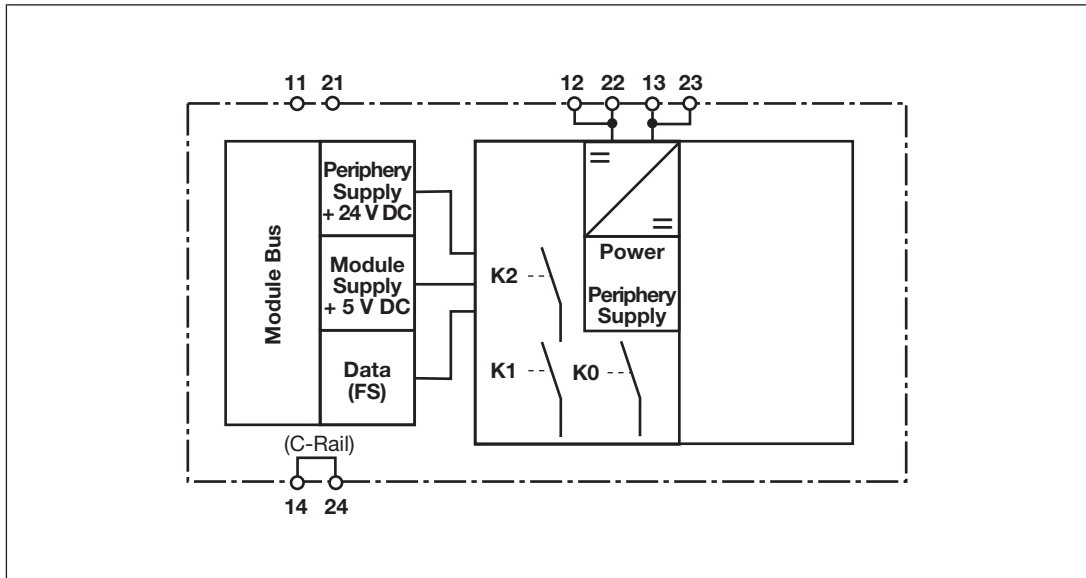 11 21
12 22 13 23
Module Bus
Periphery
Supply
+ 24 V DC
Module
Supply
+ 5 V DC
Data
(FS)
K2
K1
K0
Power
Periphery
Supply
(C-Rail)
14 24